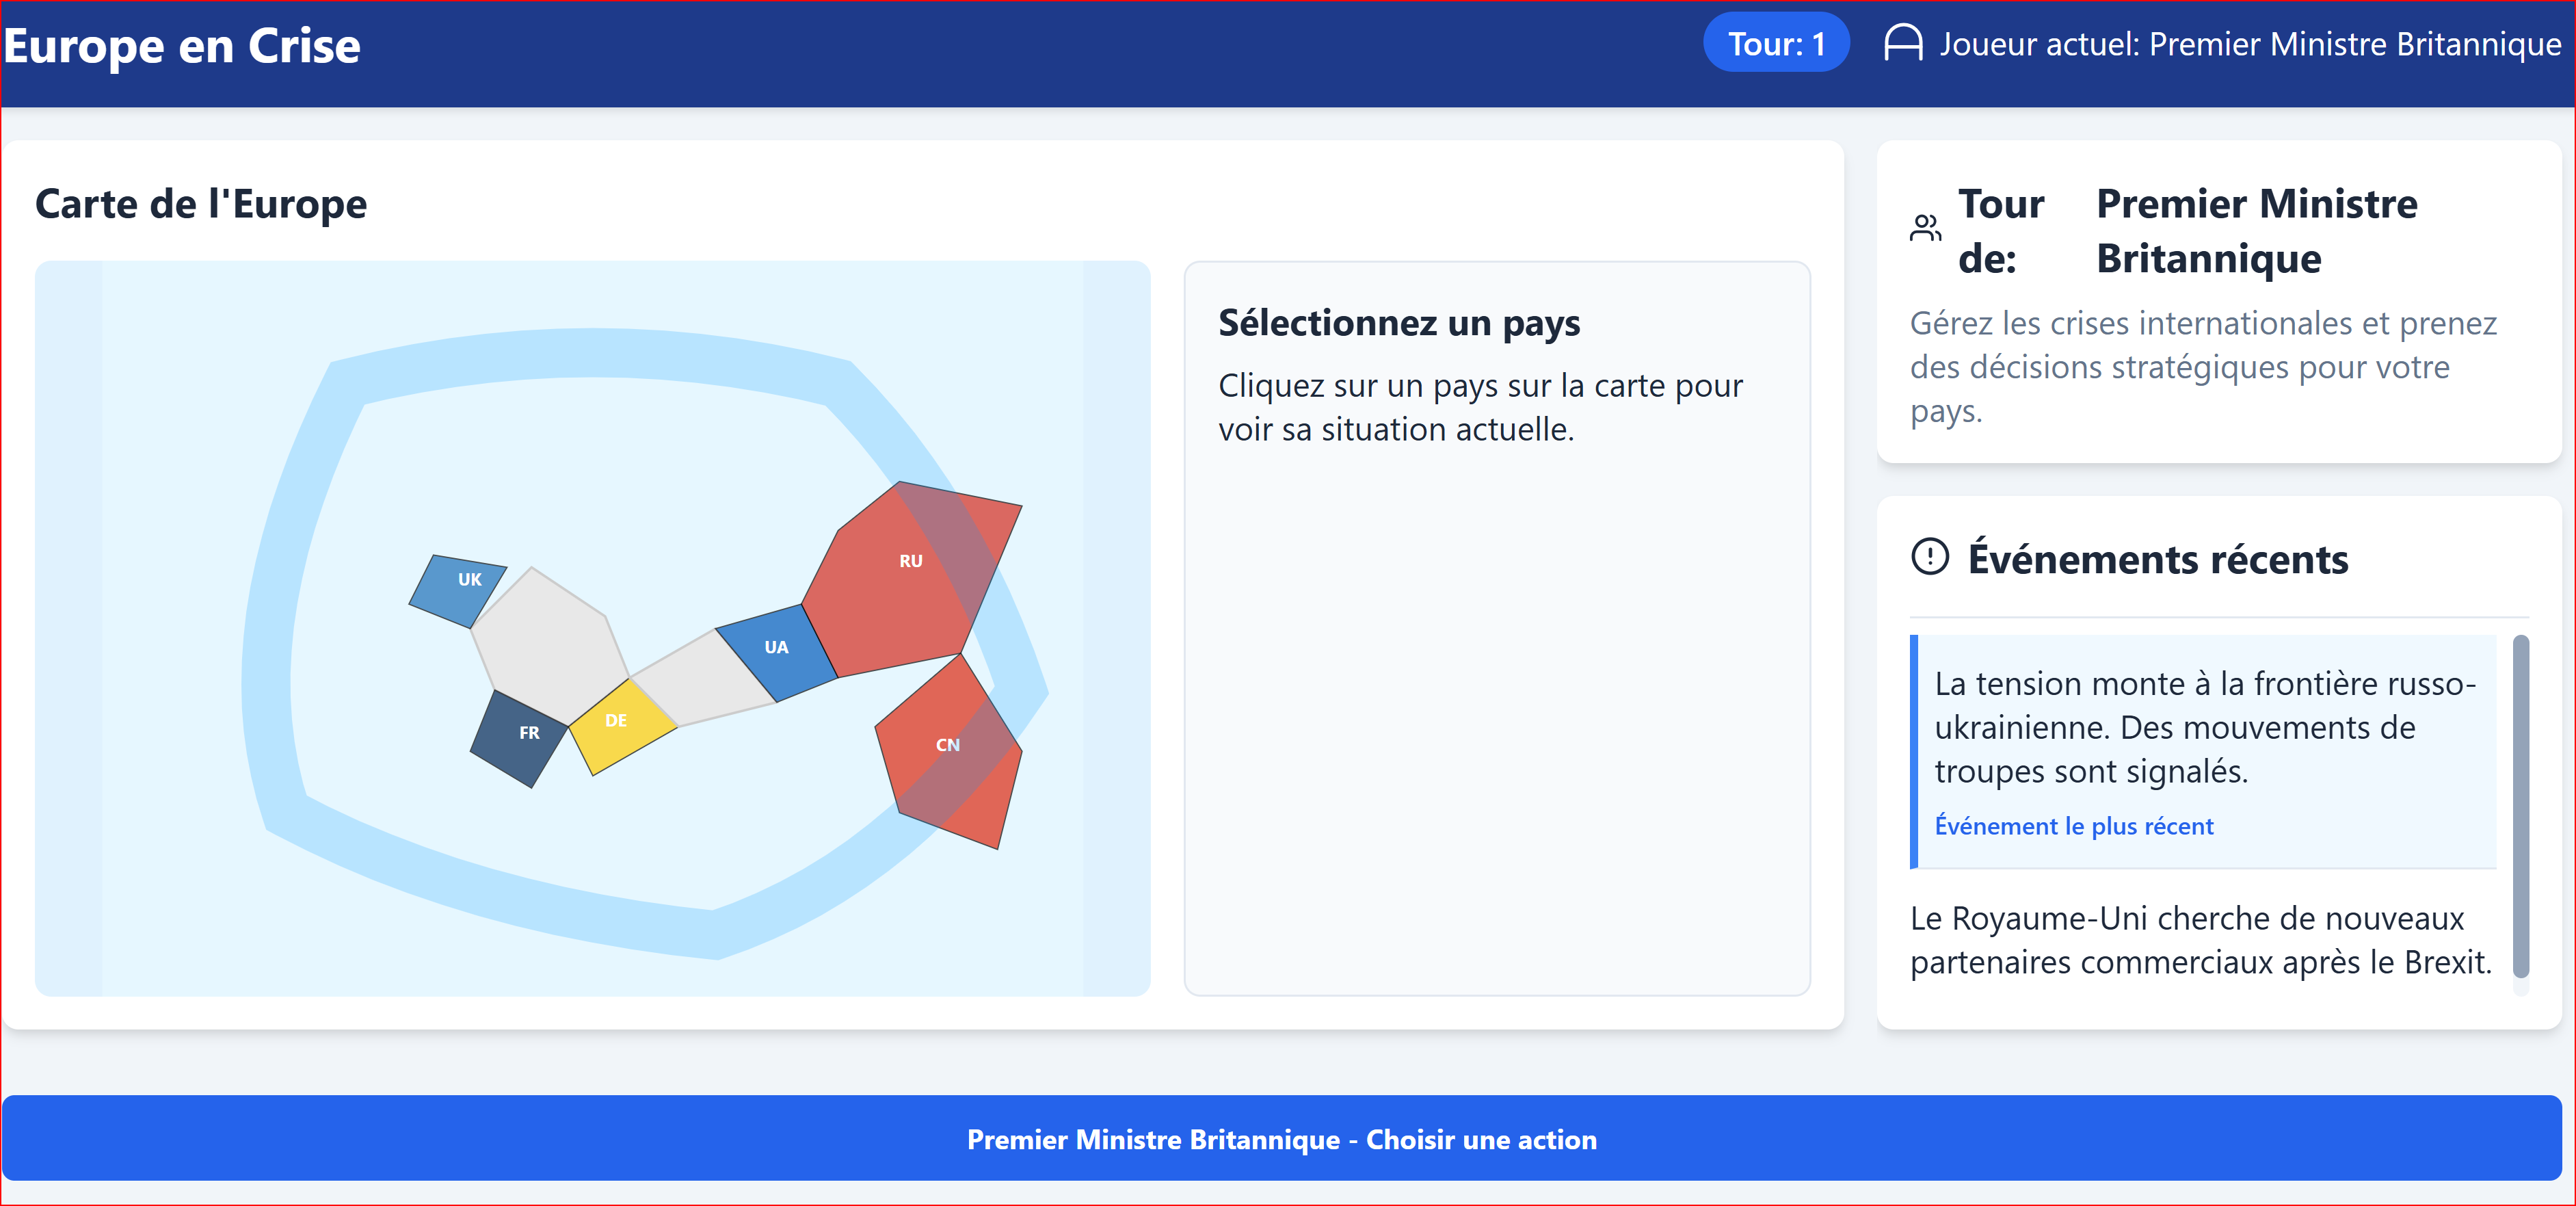 Europe en Crise
Tour: 1
Joueur actuel: Premier Ministre Britannique
Carte de l'Europe
UK
RU
UA
DE
FR
CN
Sélectionnez un pays
Cliquez sur un pays sur la carte pour
voir sa situation actuelle.
Tour de:
Premier Ministre
Britannique
Gérez les crises internationales et prenez
des décisions stratégiques pour votre
pays.
Événements récents
La tension monte à la frontière russo-
ukrainienne. Des mouvements de
troupes sont signalés.
Événement le plus récent
Le Royaume-Uni cherche de nouveaux
partenaires commerciaux après le Brexit.
Premier Ministre Britannique - Choisir une action